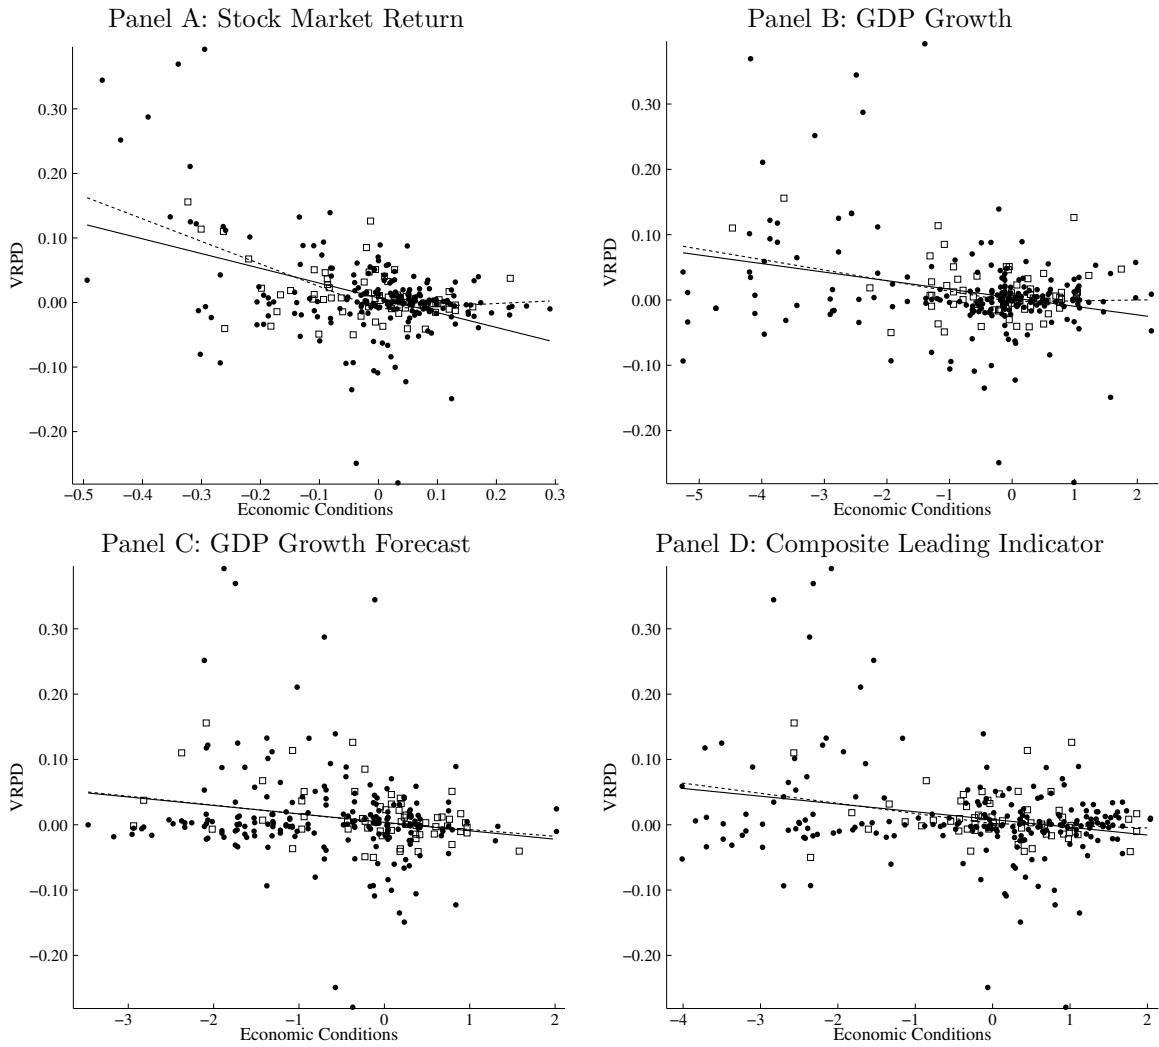 Panel A: Stock Market Return
VRPD
0.30
0.20
0.10
0.00
−0.10
−0.20
−0.5 −0.4 −0.3 −0.2 −0.1 0 0.1 0.2 0.3
Economic Conditions
Panel B: GDP Growth
VRPD
0.30
0.20
0.10
0.00
−0.10
−0.20
−5 −4 −3 −2 −1 0 1 2
Economic Conditions
Panel C: GDP Growth Forecast
VRPD
0.30
0.20
0.10
0.00
−0.10
−0.20
−3 −2 −1 0 1 2
Economic Conditions
Panel D: Composite Leading Indicator
VRPD
0.30
0.20
0.10
0.00
−0.10
−0.20
−4 −3 −2 −1 0 1 2
Economic Conditions